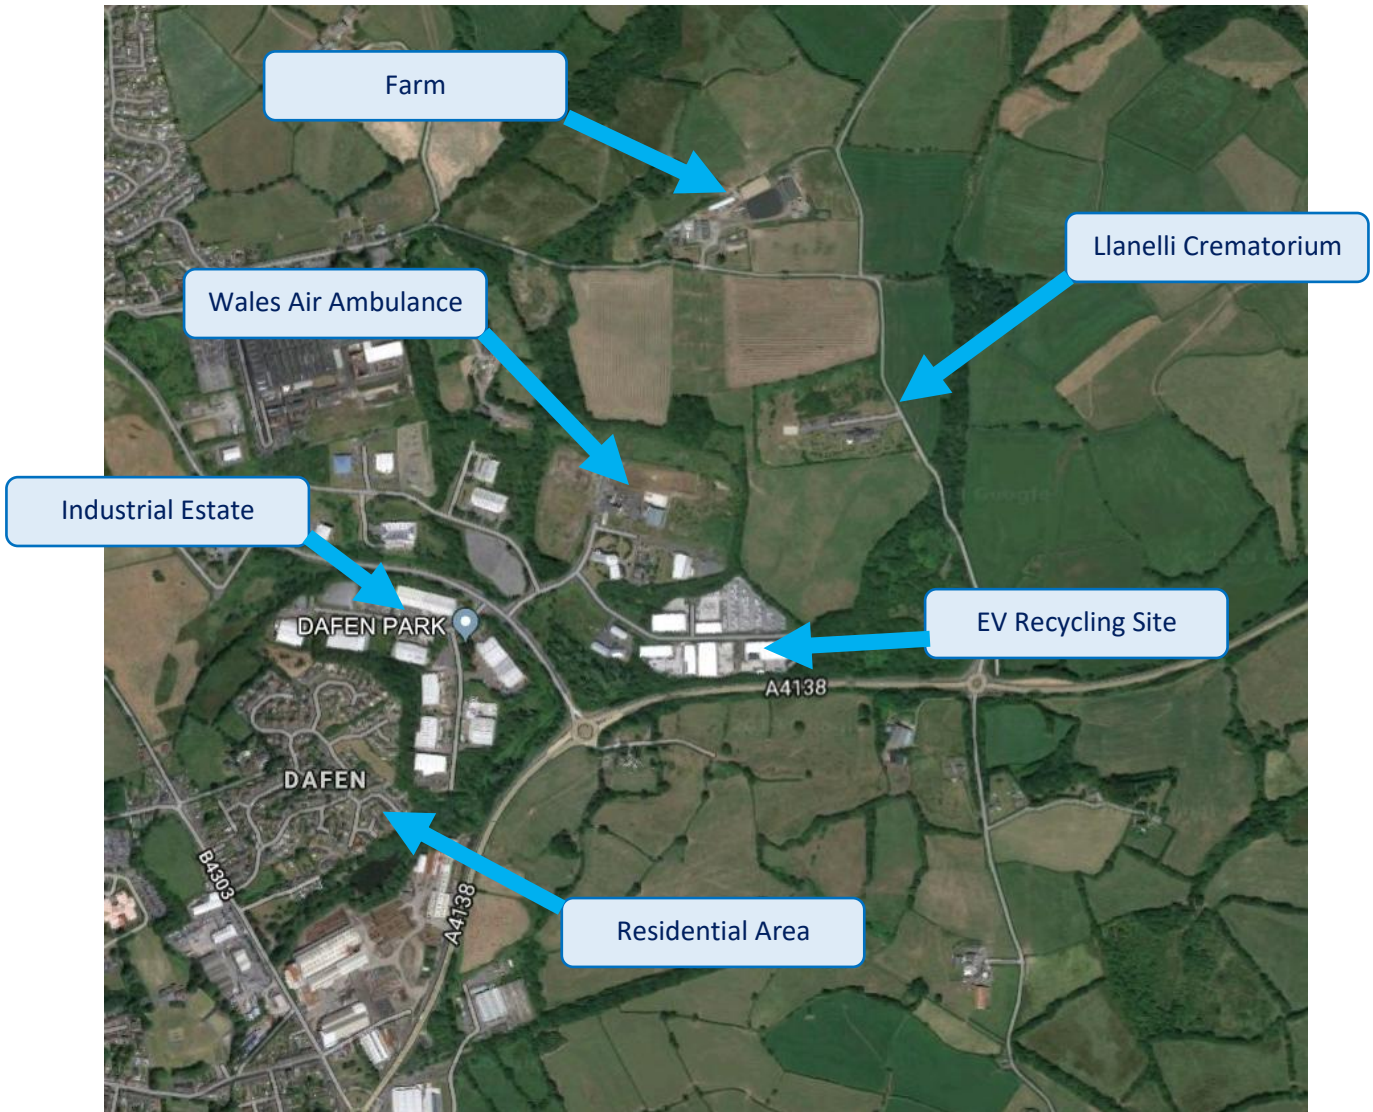 Farm
Llanelli Crematorium
Wales Air Ambulance
Google
Industrial Estate
EV Recycling Site
DAFEN PARK
A4138
DAFEN
B4303
A4138
Residential Area